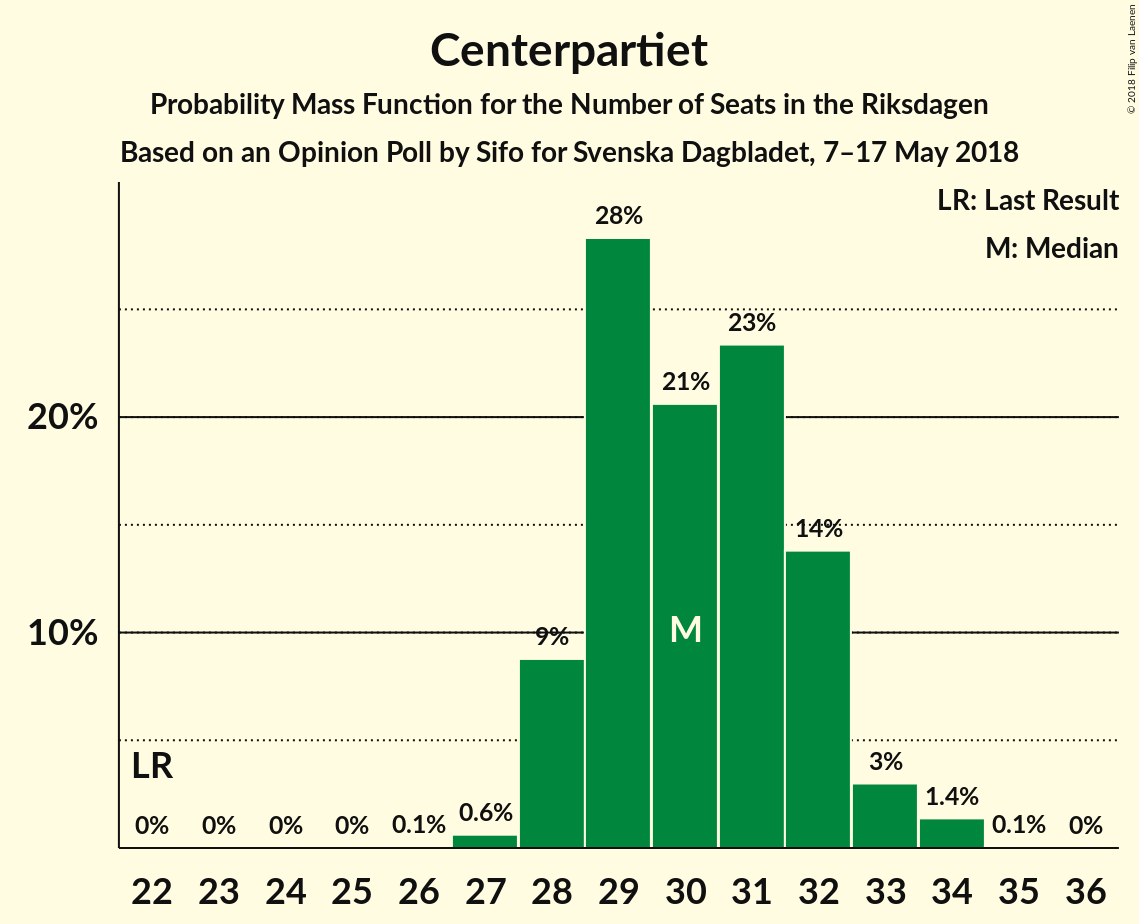 Centerpartiet
Probability Mass Function for the Number of Seats in the Riksdagen
Based on an Opinion Poll by Sifo for Svenska Dagbladet, 7–17 May 2018
© 2018 Filip van Laenen
LR: Last Result
M: Median
28%
23%
21%
20%
14%
10%
9%
M
LR
3%
1.4%
0.6%
0% 0% 0% 0% 0.1% 0.1% 0%
22 23 24 25 26 27 28 29 30 31 32 33 34 35 36